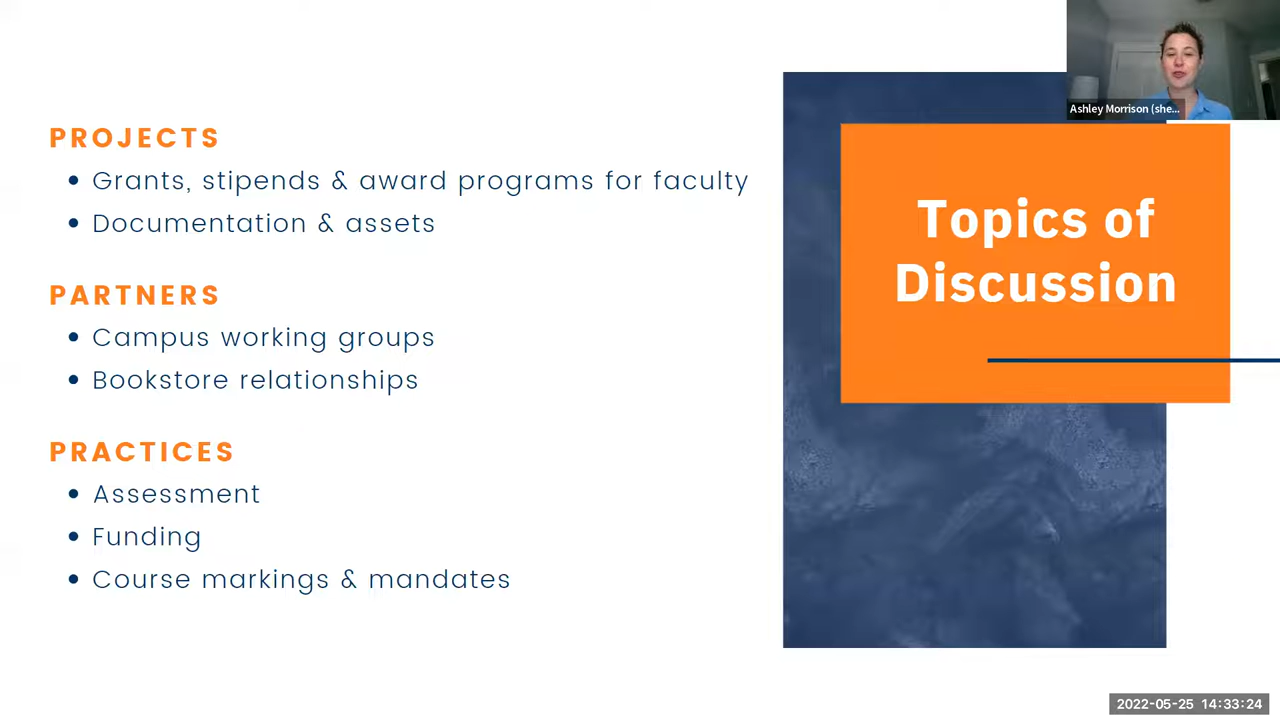 PROJECTS
• Grants, stipends & award programs for faculty
• Documentation & assets
PARTNERS
• Campus working groups
• Bookstore relationships
PRACTICES
• Assessment
• Funding
• Course markings & mandates
Topics of
Discussion
Ashley Morrison (she...
2022-05-25 14:33:24